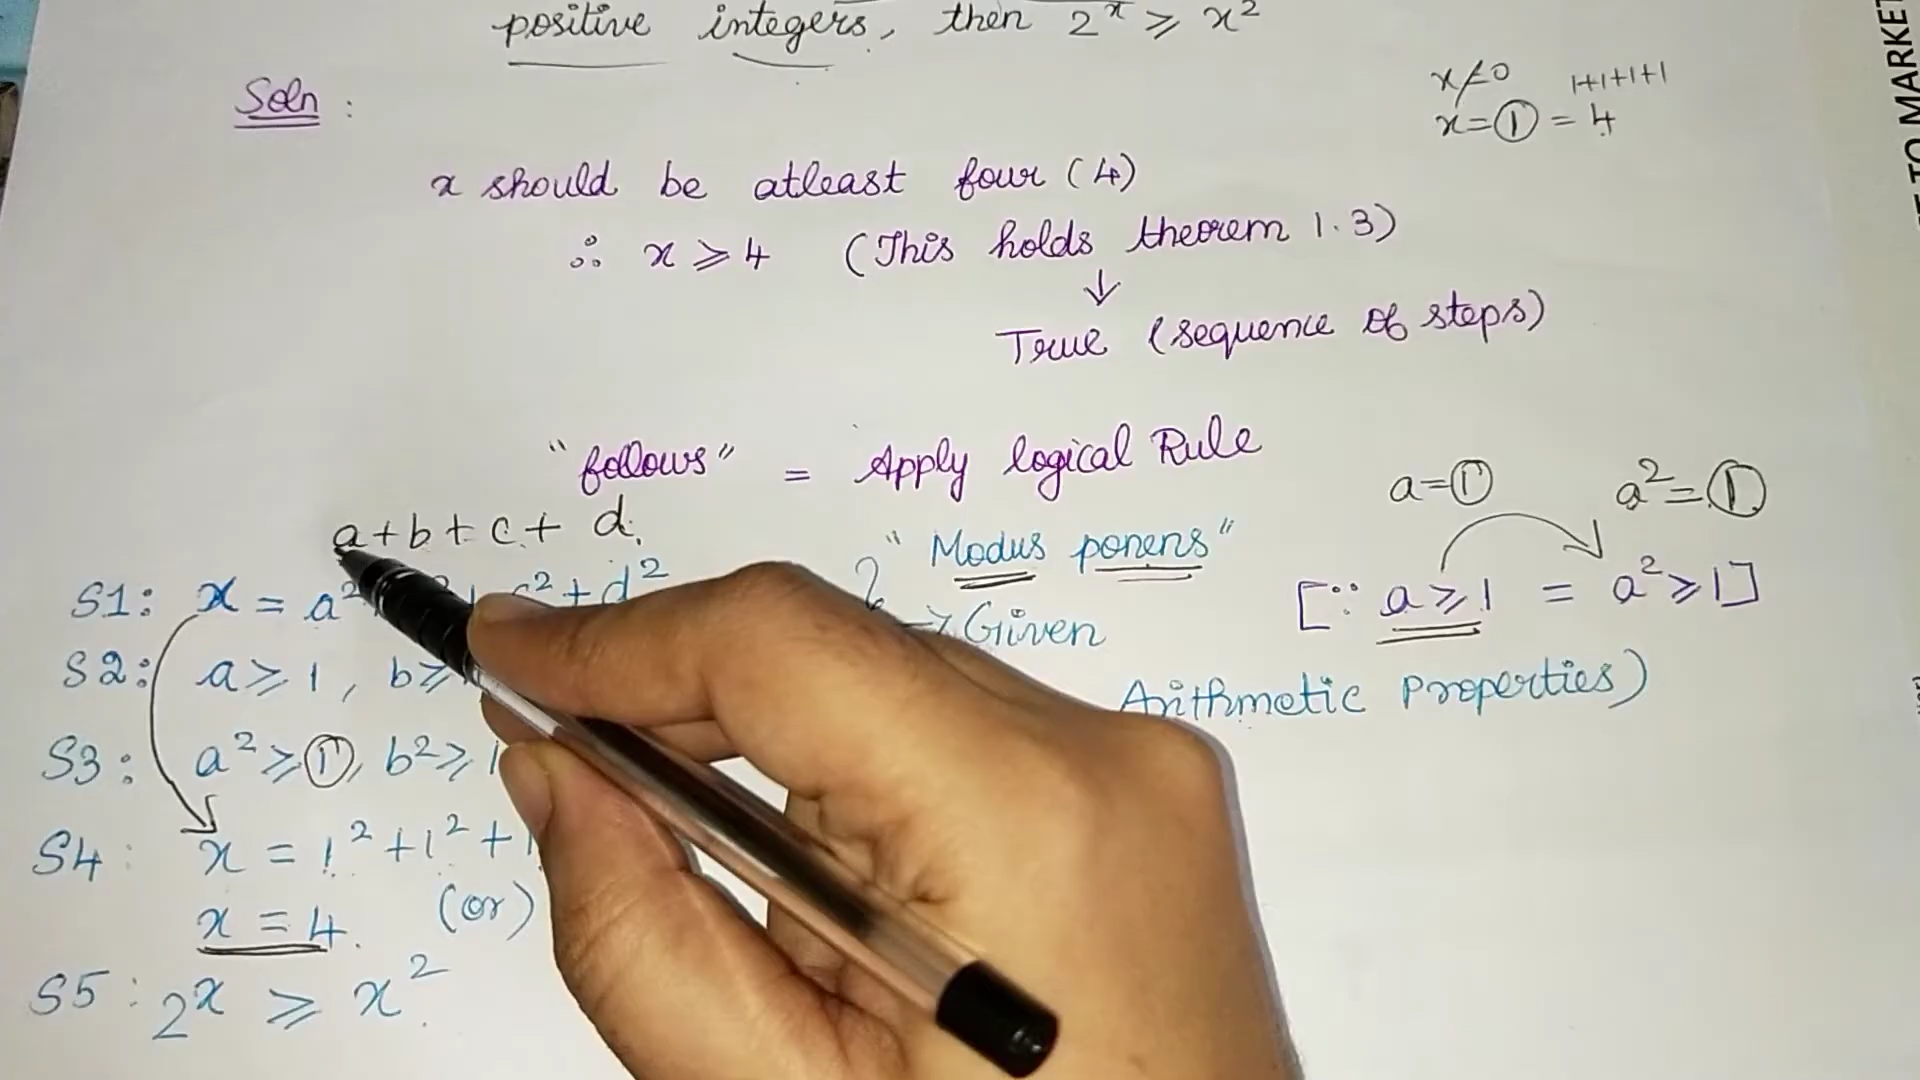 positive integers, then 2^x ≥ x^2
Soln :
x≠0 1+1+1+1
x=① = 4
x should be atleast four (4)
∴ x ≥ 4 (This holds theorem 1.3)
↓
True (sequence of steps)
"follows" = Apply logical Rule
a=① a^2=①
a+b+c+d.
"Modus ponens"
S1: x = a^2 c^2+d^2
→ Given
[∵ a≥1 = a^2≥1]
S2: a≥1, b≥
Arithmetic Properties)
S3: a^2≥①, b^2≥1
S4: x = 1^2+1^2+1
x = 4. (or)
S5: 2^x ≥ x^2
TO MARKET